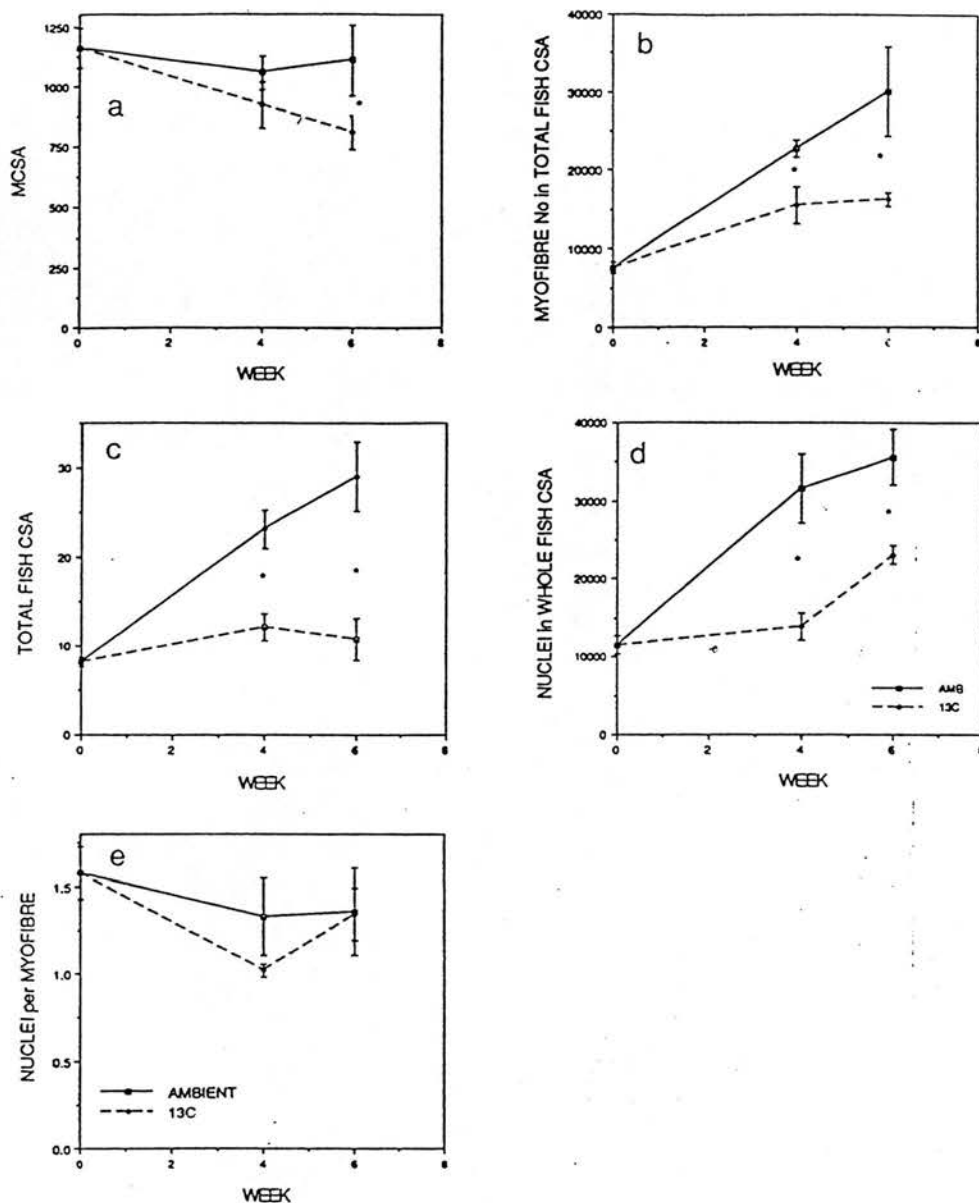 a
MCSA
1250
1000
750
500
250
0
0
2
4
6
8
WEEK
b
MYOFIBRE No in TOTAL FISH CSA
40000
30000
20000
10000
0
0
2
4
8
WEEK
c
TOTAL FISH CSA
30
20
10
0
0
2
4
6
8
WEEK
d
NUCLEI in WHOLE FISH CSA
40000
30000
20000
10000
0
0
2
4
6
8
WEEK
AMB
13C
e
NUCLEI per MYOFIBRE
1.5
1.0
0.5
0.0
0
2
4
6
8
WEEK
AMBIENT
13C